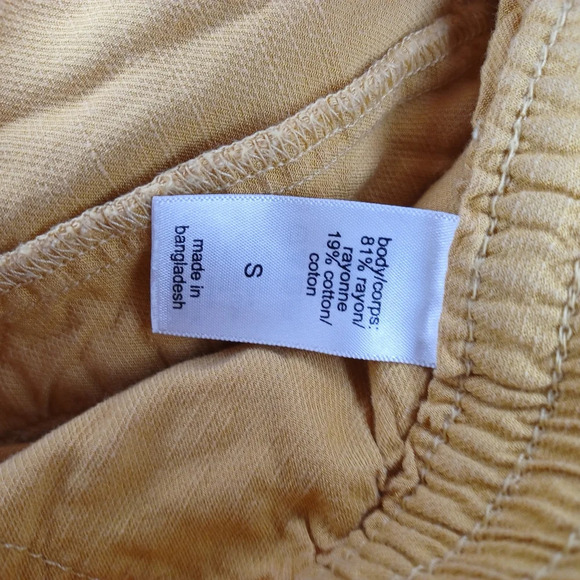 body/corps:
81% rayon/
rayonne
19% cotton/
coton
S
made in
bangladesh